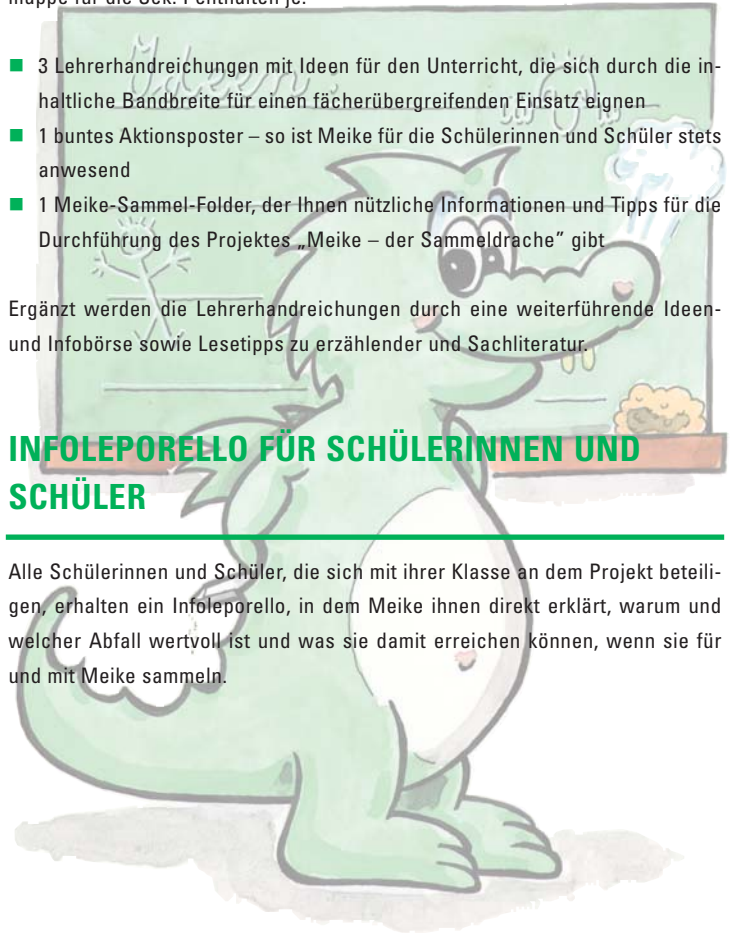 mappe für die Sek. I enthalten je:
3 Lehrerhandreichungen mit Ideen für den Unterricht, die sich durch die in-
haltliche Bandbreite für einen fächerübergreifenden Einsatz eignen
1 buntes Aktionsposter – so ist Meike für die Schülerinnen und Schüler stets
anwesend
1 Meike-Sammel-Folder, der Ihnen nützliche Informationen und Tipps für die
Durchführung des Projektes „Meike – der Sammeldrache” gibt
Ergänzt werden die Lehrerhandreichungen durch eine weiterführende Ideen-
und Infobörse sowie Lesetipps zu erzählender und Sachliteratur.
INFOLEPORELLO FÜR SCHÜLERINNEN UND
SCHÜLER
Alle Schülerinnen und Schüler, die sich mit ihrer Klasse an dem Projekt beteili-
gen, erhalten ein Infoleporello, in dem Meike ihnen direkt erklärt, warum und
welcher Abfall wertvoll ist und was sie damit erreichen können, wenn sie für
und mit Meike sammeln.
Ideen: